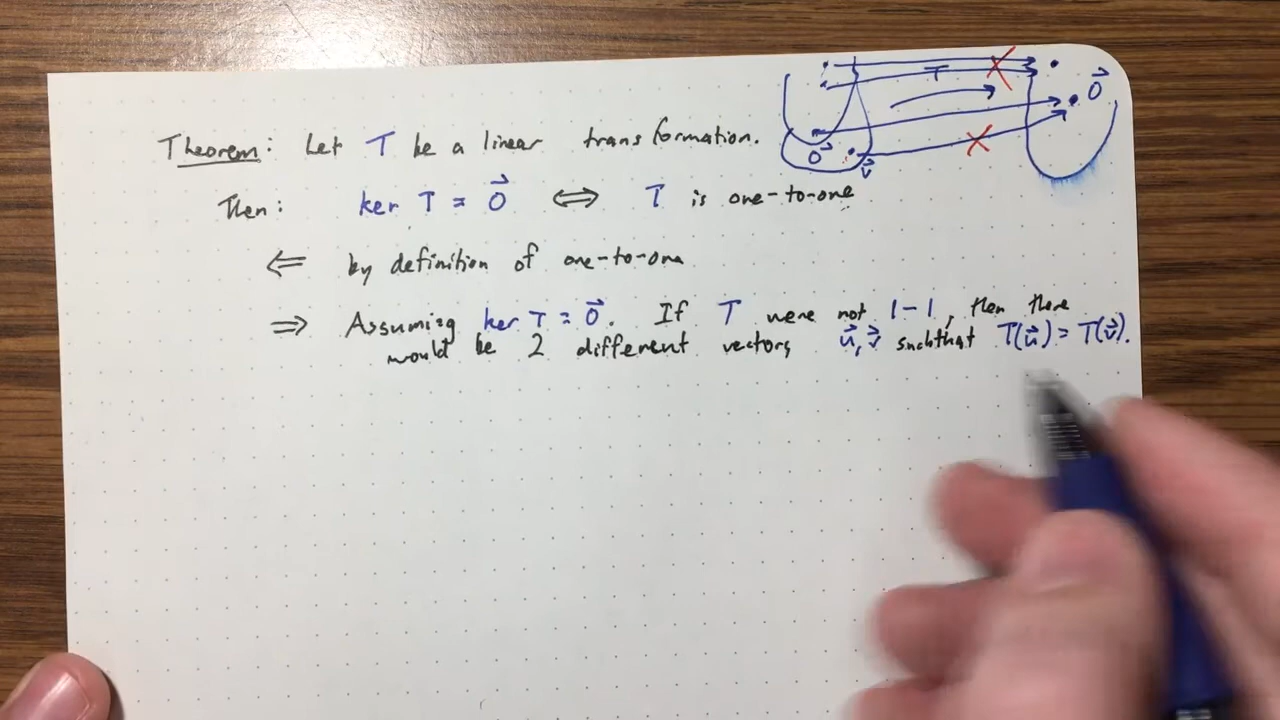 Theorem: Let T be a linear transformation.
Then: ker T = 0⃗ ⟺ T is one-to-one
⟸ by definition of one-to-one
⟹ Assuming ker T = 0⃗. If T were not 1-1, then there
would be 2 different vectors u⃗, v⃗ such that T(u⃗) = T(v⃗).
T
0⃗
0⃗
v⃗